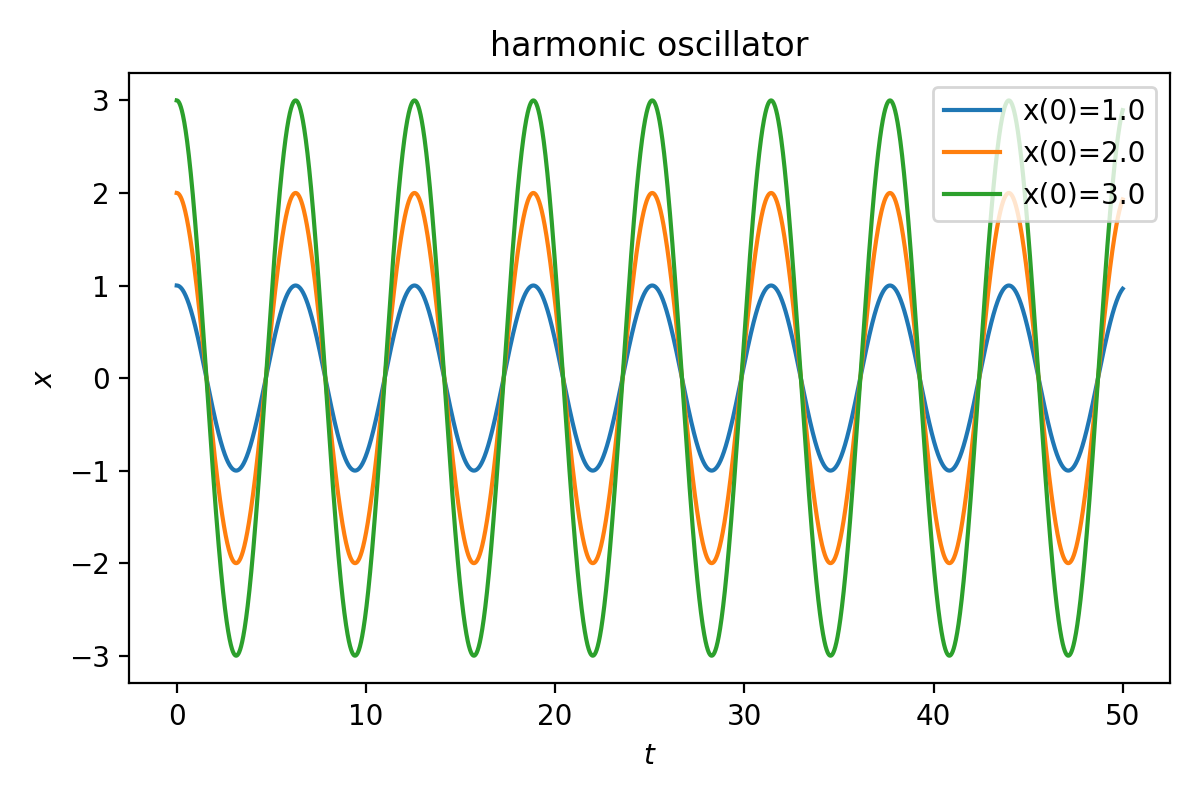 harmonic oscillator
x(0)=1.0
x(0)=2.0
x(0)=3.0
3
2
1
0
−1
−2
−3
x
0 10 20 30 40 50
t